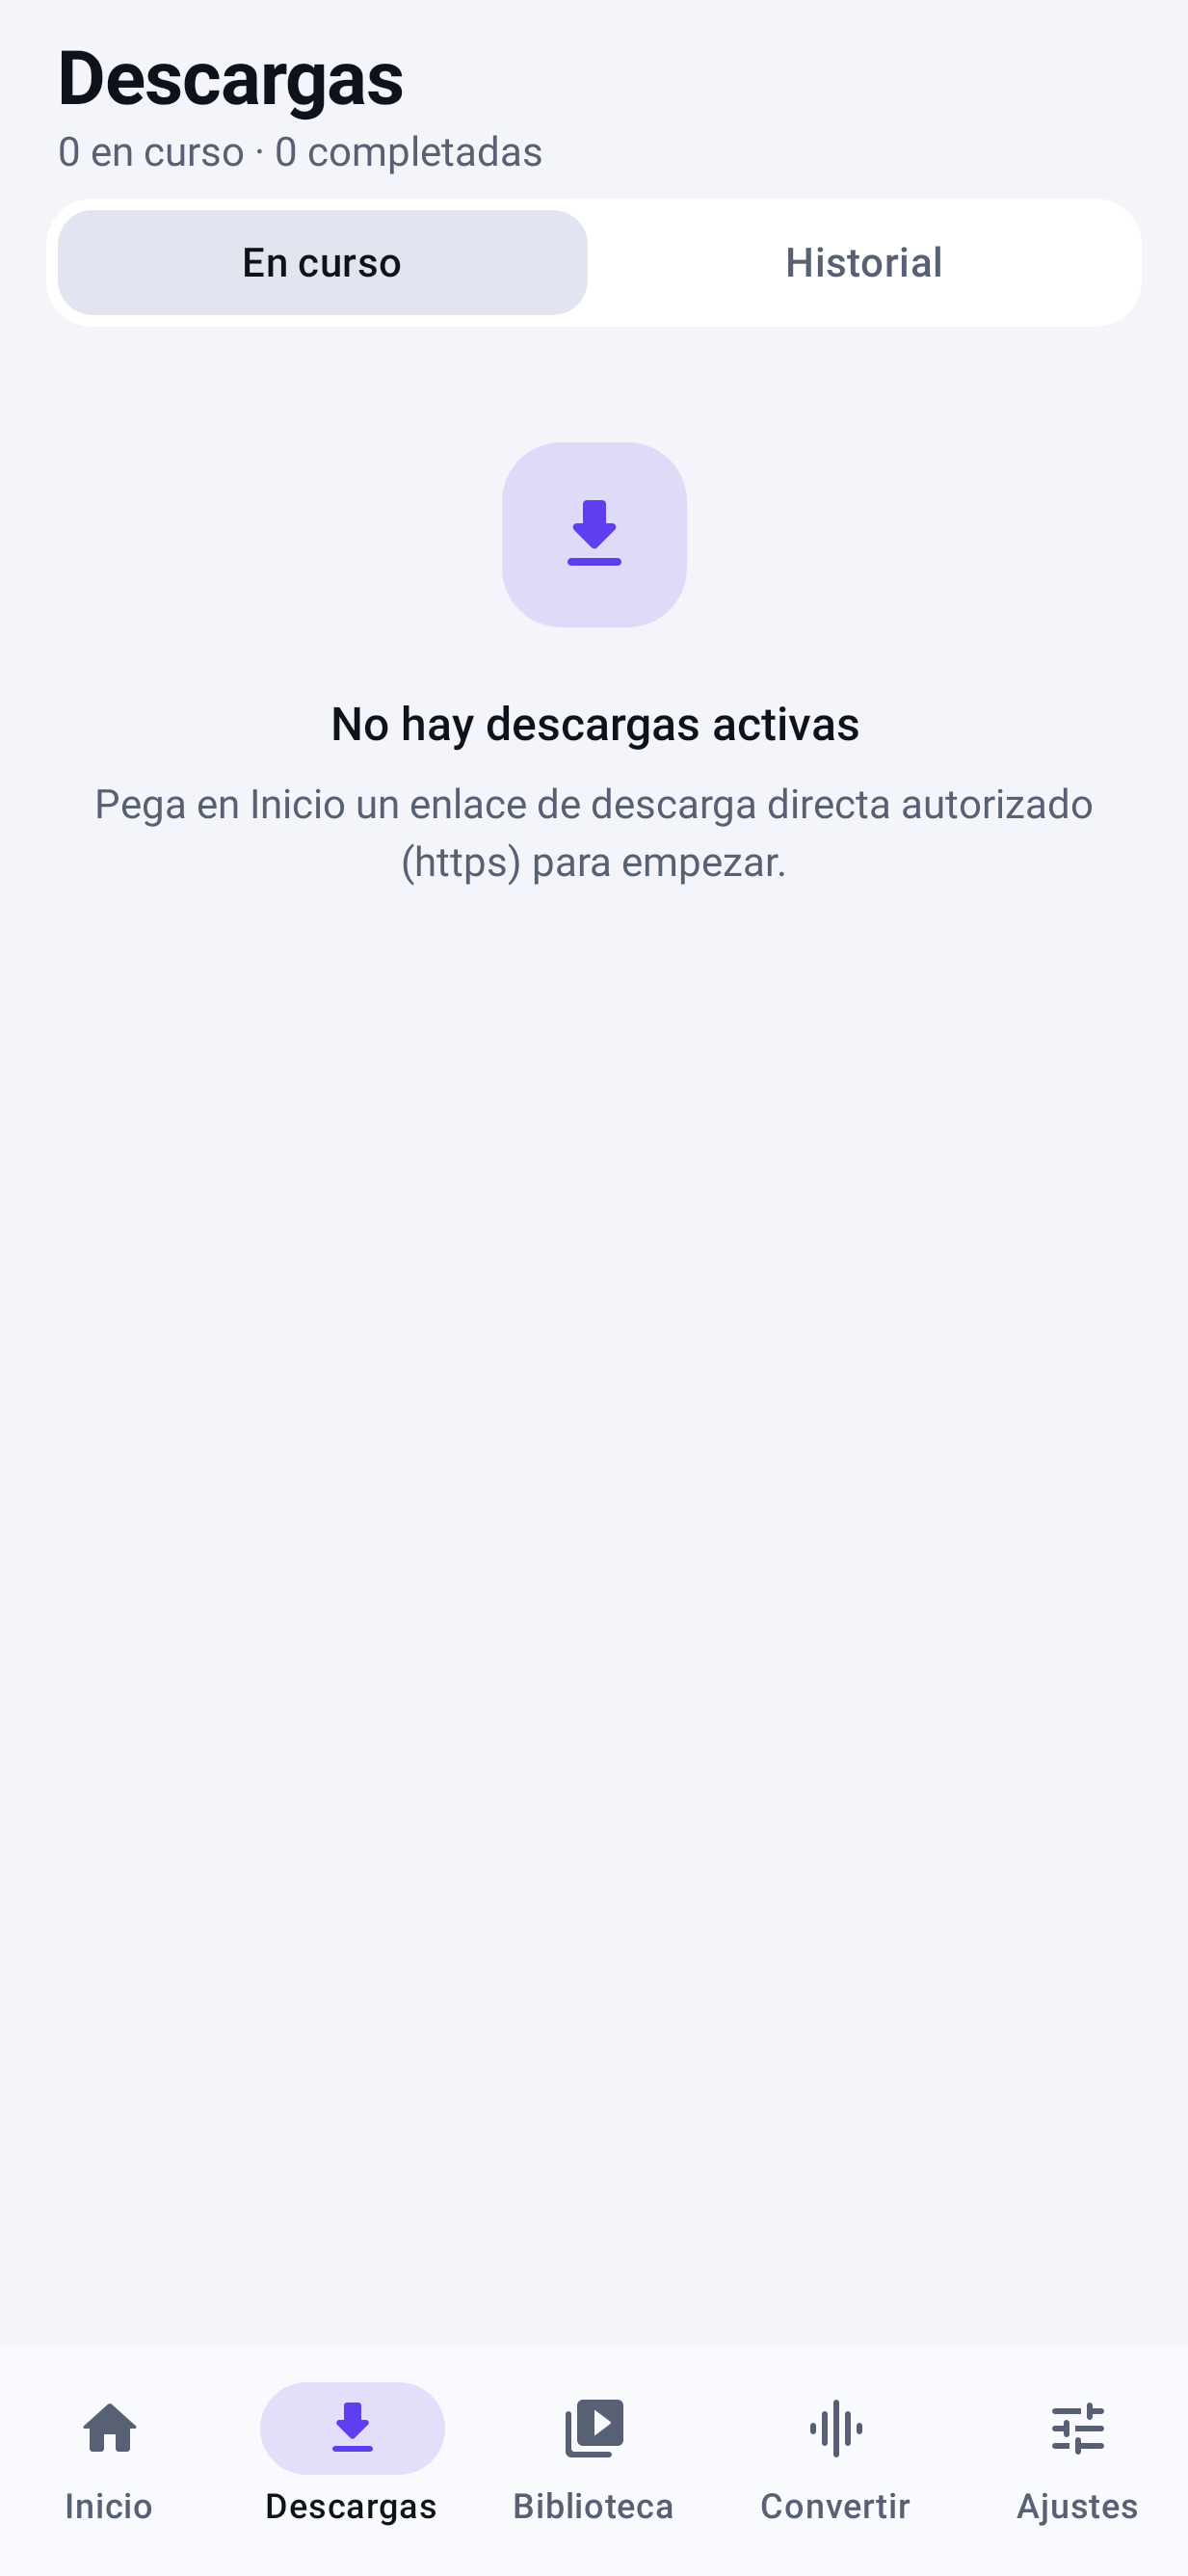 Descargas
0 en curso · 0 completadas
En curso
Historial
No hay descargas activas
Pega en Inicio un enlace de descarga directa autorizado
(https) para empezar.
Inicio
Descargas
Biblioteca
Convertir
Ajustes